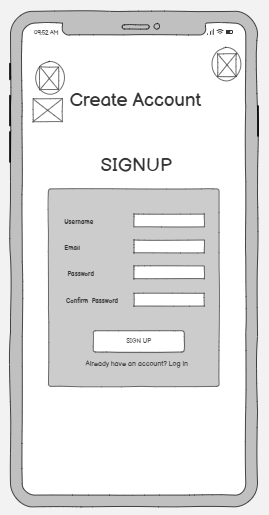 09:52 AM
Create Account
SIGNUP
Username
Email
Password
Confirm Password
SIGN UP
Already have an account? Log in